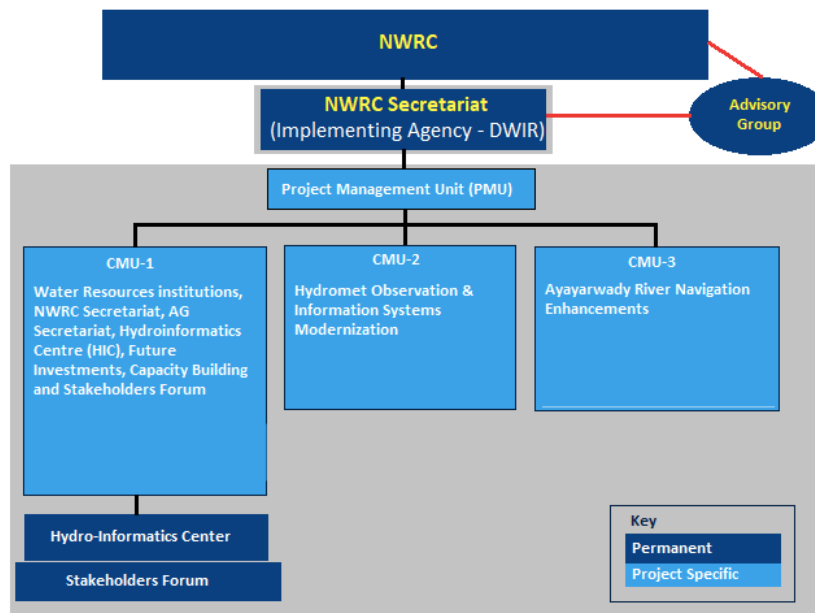 NWRC
NWRC Secretariat
(Implementing Agency - DWIR)
Advisory
Group
Project Management Unit (PMU)
CMU-1
Water Resources institutions,
NWRC Secretariat, AG
Secretariat, Hydroinformatics
Centre (HIC), Future
Investments, Capacity Building
and Stakeholders Forum
CMU-2
Hydromet Observation &
Information Systems
Modernization
CMU-3
Ayayarwady River Navigation
Enhancements
Hydro-Informatics Center
Stakeholders Forum
Key
Permanent
Project Specific